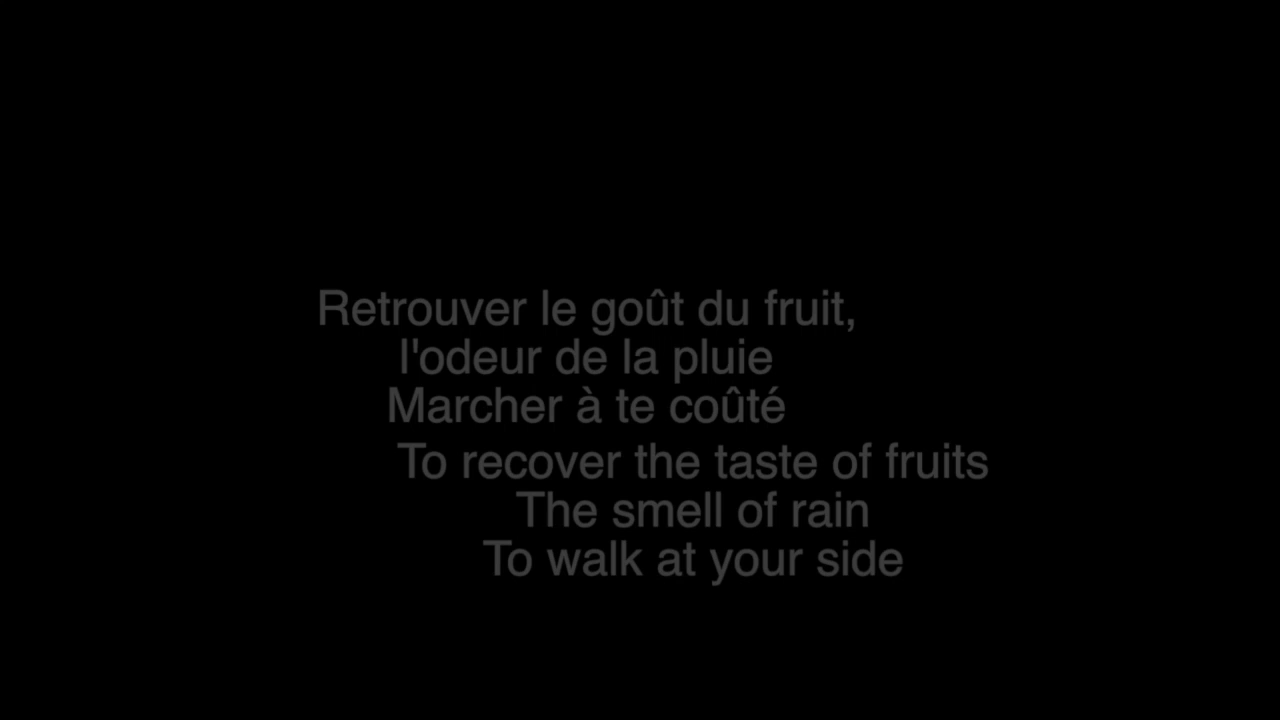 Retrouver le goût du fruit,
l'odeur de la pluie
Marcher à te coûté
To recover the taste of fruits
The smell of rain
To walk at your side